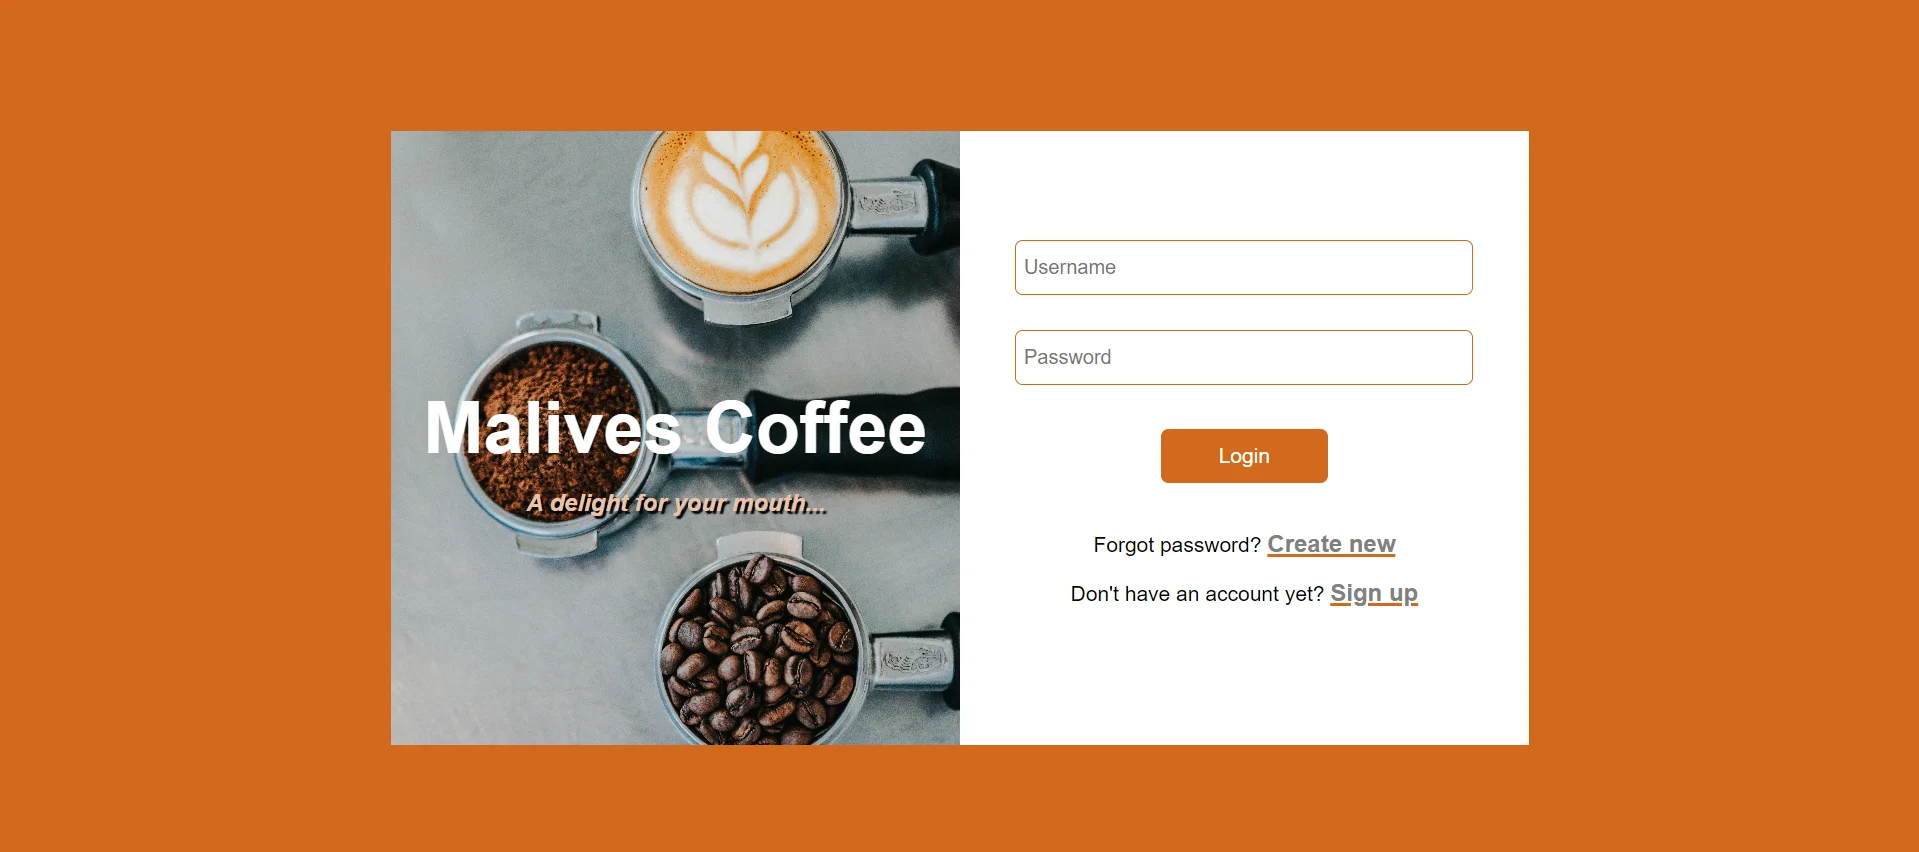 Malives Coffee
A delight for your mouth...
Username
Password
Login
Forgot password? Create new
Don't have an account yet? Sign up